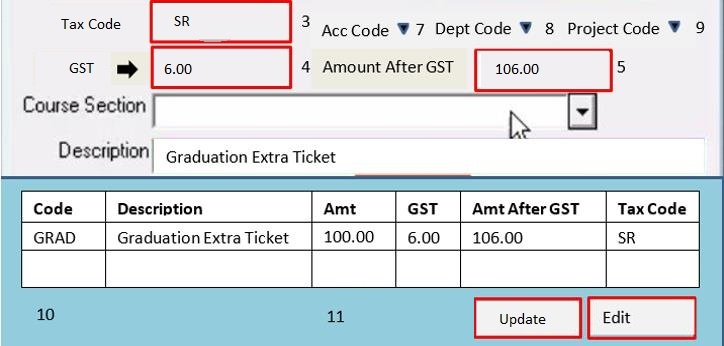 Tax Code SR 3 Acc Code 7 Dept Code 8 Project Code 9
GST 6.00 4 Amount After GST 106.00 5
Course Section
Description Graduation Extra Ticket
Code Description Amt GST Amt After GST Tax Code
GRAD Graduation Extra Ticket 100.00 6.00 106.00 SR
10 11 Update Edit